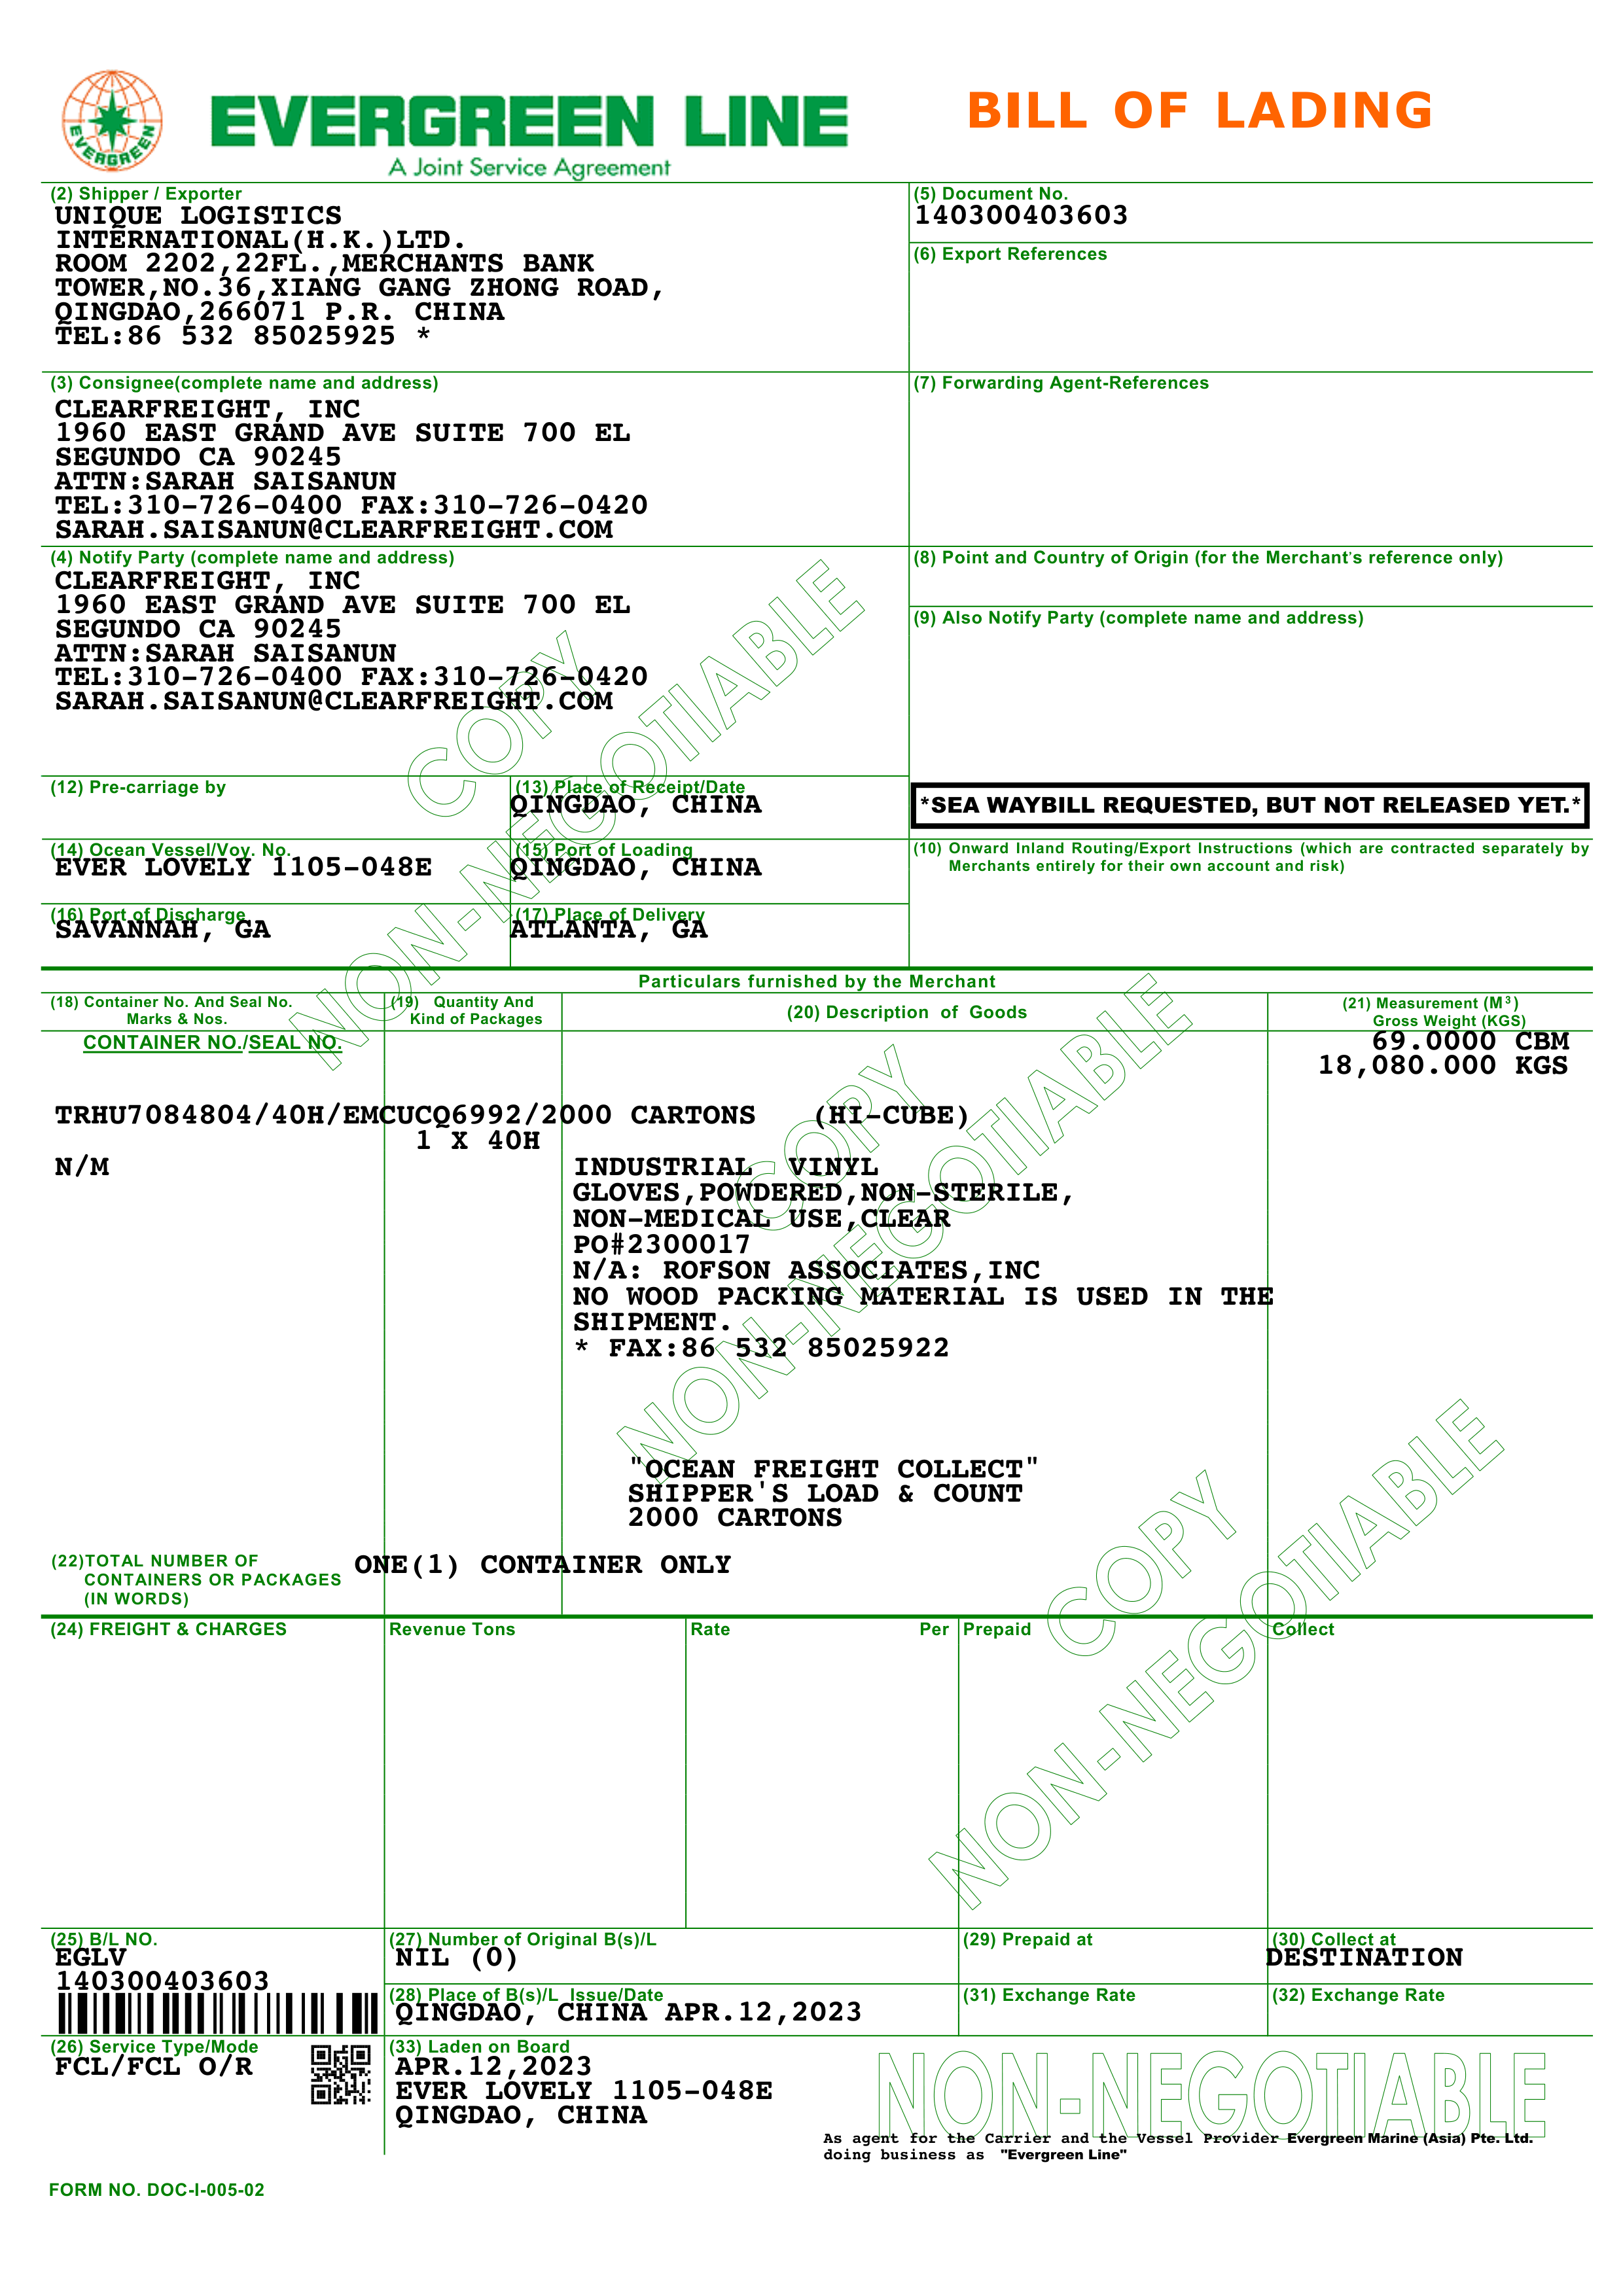 EVERGREEN
EVERGREEN LINE
A Joint Service Agreement
BILL OF LADING
(2) Shipper / Exporter
UNIQUE LOGISTICS
INTERNATIONAL(H.K.)LTD.
ROOM 2202,22FL.,MERCHANTS BANK
TOWER,NO.36,XIANG GANG ZHONG ROAD,
QINGDAO,266071 P.R. CHINA
TEL:86 532 85025925 *
(5) Document No.
140300403603
(6) Export References
(3) Consignee(complete name and address)
CLEARFREIGHT, INC
1960 EAST GRAND AVE SUITE 700 EL
SEGUNDO CA 90245
ATTN:SARAH SAISANUN
TEL:310-726-0400 FAX:310-726-0420
SARAH.SAISANUN@CLEARFREIGHT.COM
(7) Forwarding Agent-References
(4) Notify Party (complete name and address)
CLEARFREIGHT, INC
1960 EAST GRAND AVE SUITE 700 EL
SEGUNDO CA 90245
ATTN:SARAH SAISANUN
TEL:310-726-0400 FAX:310-726-0420
SARAH.SAISANUN@CLEARFREIGHT.COM
(8) Point and Country of Origin (for the Merchant's reference only)
(9) Also Notify Party (complete name and address)
COPY
NON-NEGOTIABLE
(12) Pre-carriage by
(13) Place of Receipt/Date
QINGDAO, CHINA
*SEA WAYBILL REQUESTED, BUT NOT RELEASED YET.*
(14) Ocean Vessel/Voy. No.
EVER LOVELY 1105-048E
(15) Port of Loading
QINGDAO, CHINA
(10) Onward Inland Routing/Export Instructions (which are contracted separately by
Merchants entirely for their own account and risk)
(16) Port of Discharge
SAVANNAH, GA
(17) Place of Delivery
ATLANTA, GA
Particulars furnished by the Merchant
(18) Container No. And Seal No.
Marks & Nos.
(19) Quantity And
Kind of Packages
(20) Description of Goods
(21) Measurement (M³)
Gross Weight (KGS)
CONTAINER NO./SEAL NO.
69.0000 CBM
18,080.000 KGS
TRHU7084804/40H/EMCUCQ6992/2000 CARTONS (HI-CUBE)
1 X 40H
N/M
INDUSTRIAL VINYL
GLOVES,POWDERED,NON-STERILE,
NON-MEDICAL USE,CLEAR
PO#2300017
N/A: ROFSON ASSOCIATES,INC
NO WOOD PACKING MATERIAL IS USED IN THE
SHIPMENT.
* FAX:86 532 85025922
COPY
NON-NEGOTIABLE
"OCEAN FREIGHT COLLECT"
SHIPPER'S LOAD & COUNT
2000 CARTONS
(22)TOTAL NUMBER OF
CONTAINERS OR PACKAGES
(IN WORDS)
ONE(1) CONTAINER ONLY
COPY
NON-NEGOTIABLE
(24) FREIGHT & CHARGES
Revenue Tons
Rate
Per
Prepaid
Collect
(25) B/L NO.
EGLV
140300403603
(27) Number of Original B(s)/L
NIL (0)
(29) Prepaid at
(30) Collect at
DESTINATION
(28) Place of B(s)/L Issue/Date
QINGDAO, CHINA APR.12,2023
(31) Exchange Rate
(32) Exchange Rate
(26) Service Type/Mode
FCL/FCL O/R
(33) Laden on Board
APR.12,2023
EVER LOVELY 1105-048E
QINGDAO, CHINA
NON-NEGOTIABLE
As agent for the Carrier and the Vessel Provider Evergreen Marine (Asia) Pte. Ltd.
doing business as "Evergreen Line"
FORM NO. DOC-I-005-02